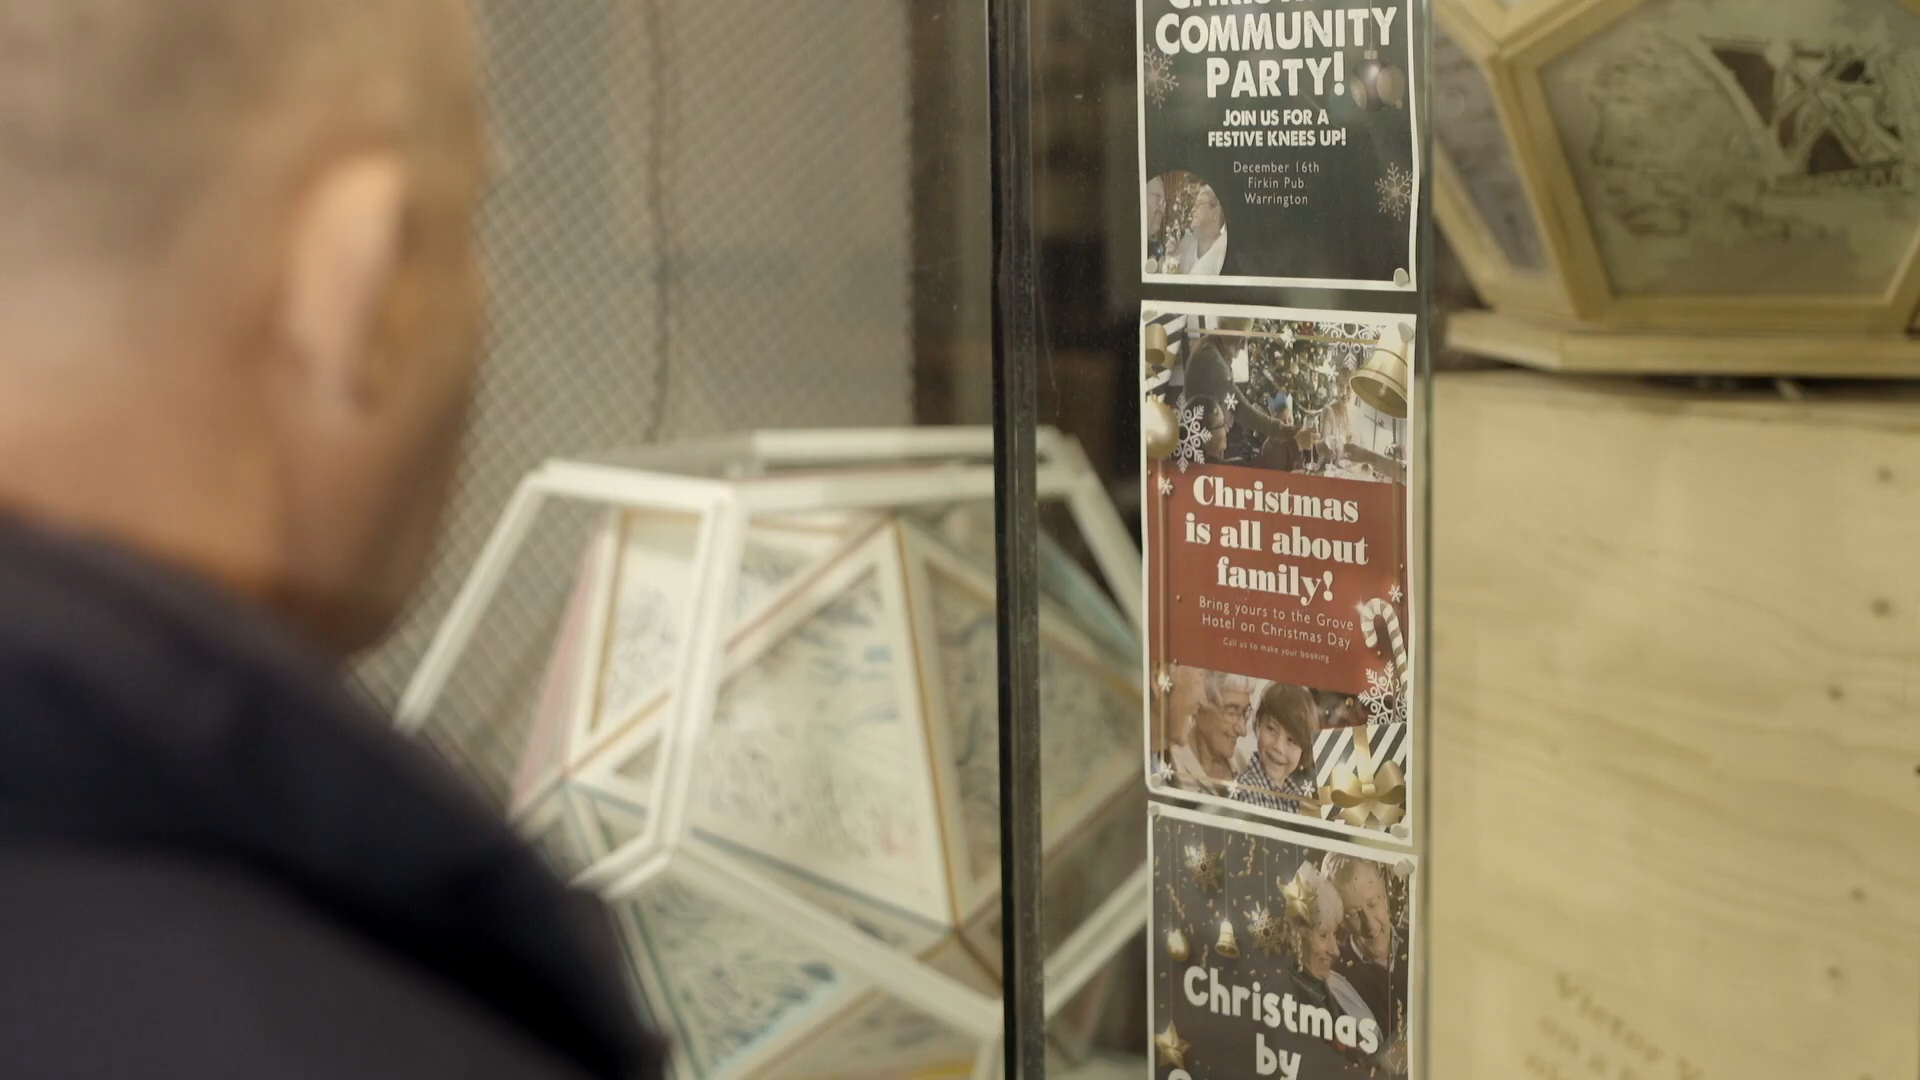 COMMUNITY
PARTY!
JOIN US FOR A
FESTIVE KNEES UP!
December 16th
Firkin Pub
Warrington
Christmas
is all about
family!
Bring yours to the Grove
Hotel on Christmas Day
Call us to make your booking
Christmas
by
Victor